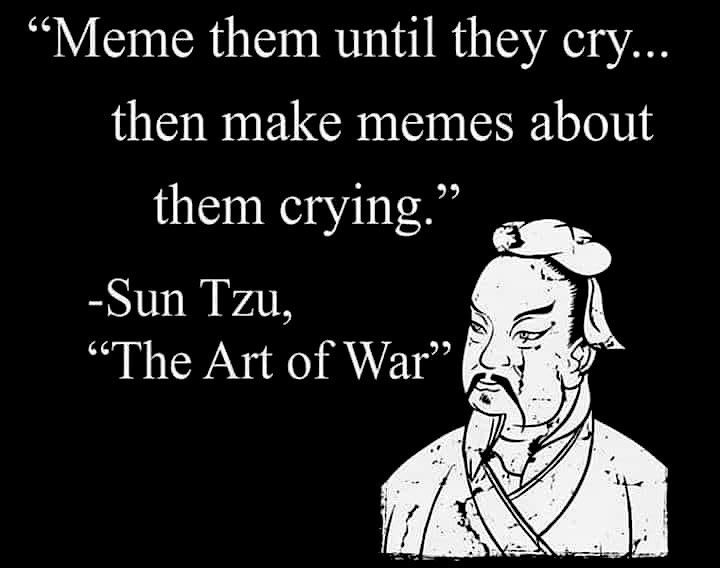 “Meme them until they cry...
then make memes about
them crying.”
-Sun Tzu,
“The Art of War”